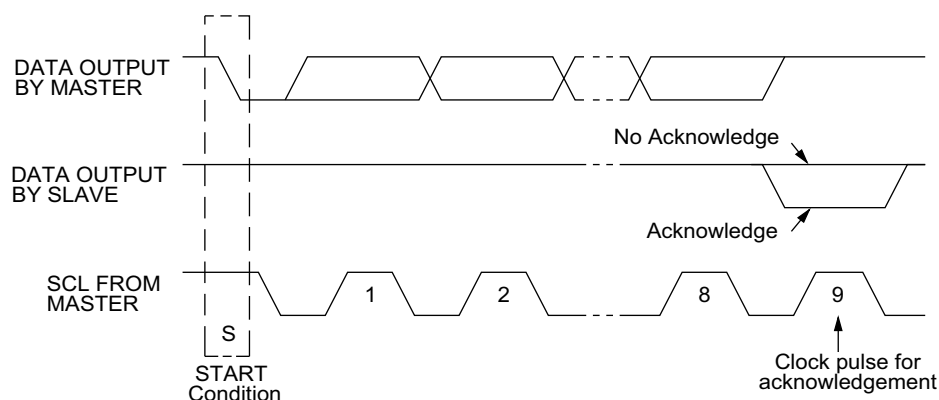 DATA OUTPUT
BY MASTER
No Acknowledge
DATA OUTPUT
BY SLAVE
Acknowledge
SCL FROM
MASTER
1
2
8
9
S
START
Condition
Clock pulse for
acknowledgement